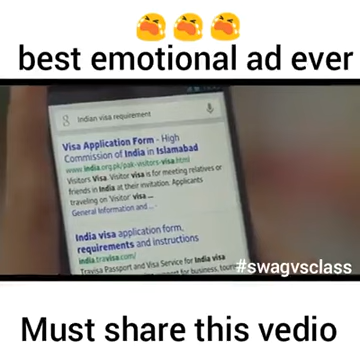 best emotional ad ever
Indian visa requirement
Visa Application Form - High
Commission of India in Islamabad
www.india.org.pk/pak-visitors-visa.html
Visitors Visa. Visitor visa is for meeting relatives or
friends in India at their invitation. Applicants
traveling on 'Visitor' visa ...
General Information and ... -
India visa application form,
requirements and instructions
india.travisa.com/
Travisa Passport and Visa Service for India visa
for business, tour
#swagvsclass
Must share this vedio